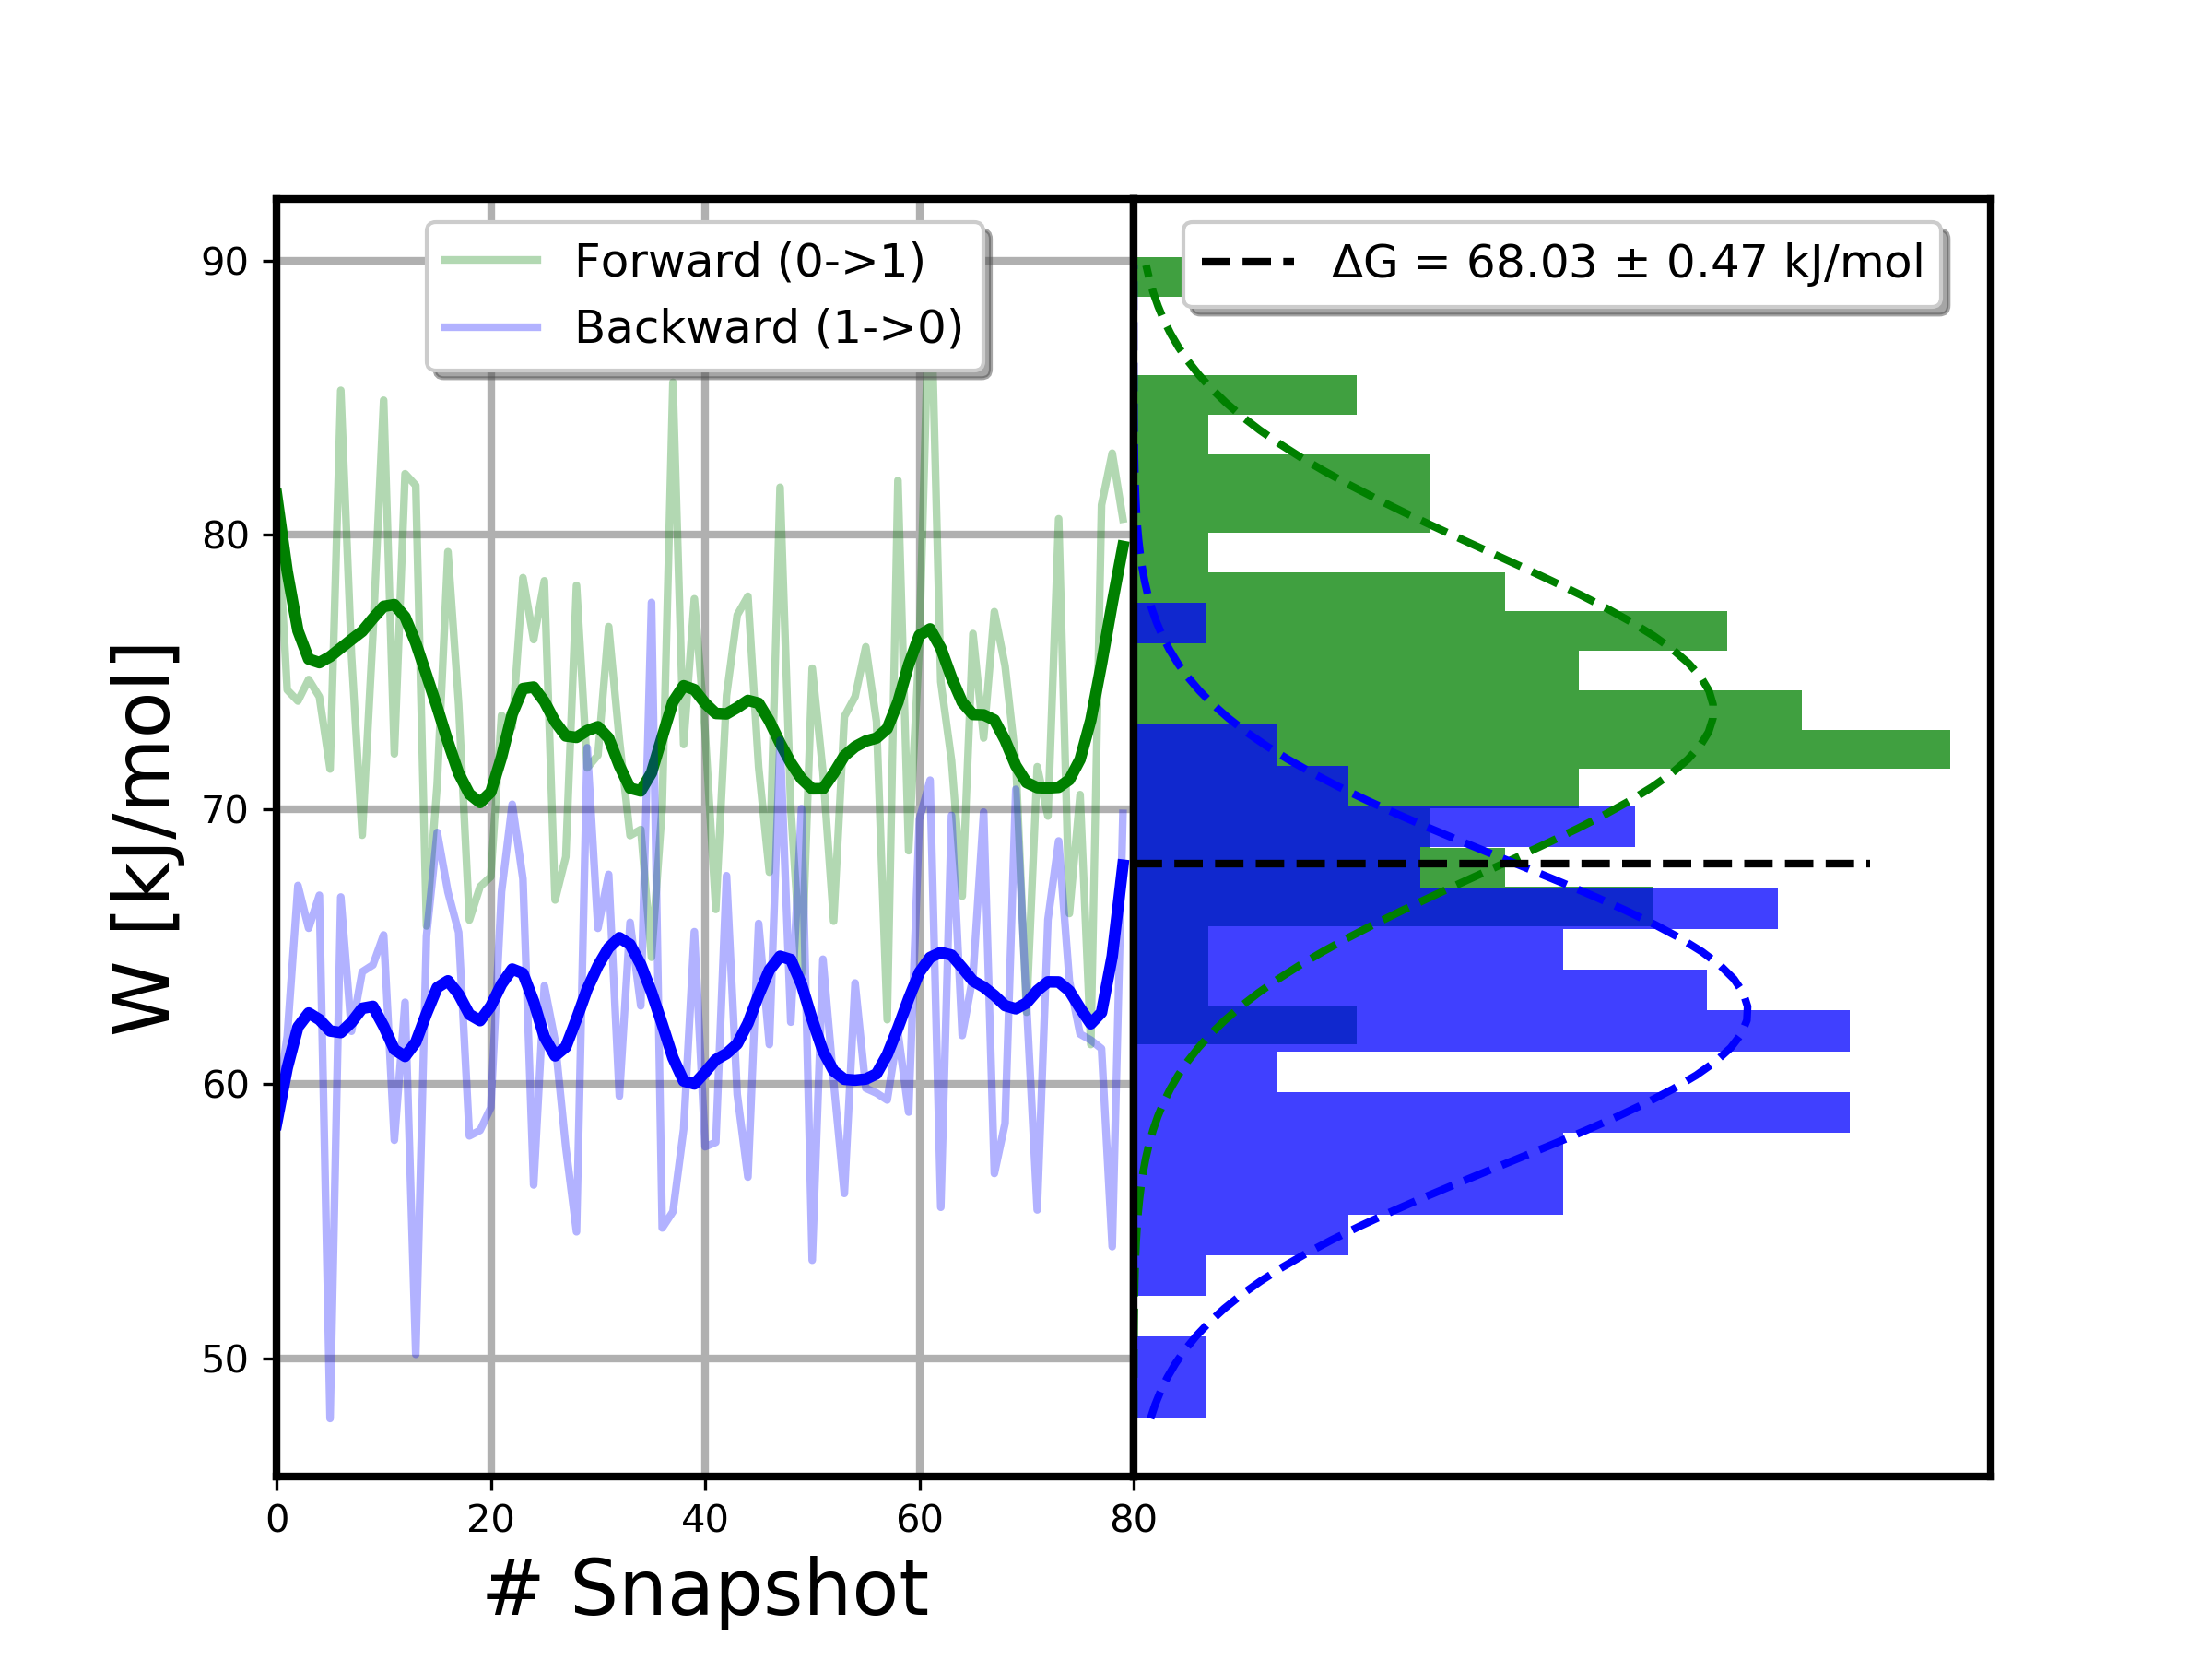 Forward (0->1)
Backward (1->0)
ΔG = 68.03 ± 0.47 kJ/mol
W [kJ/mol]
90
80
70
60
50
0
20
40
60
80
# Snapshot